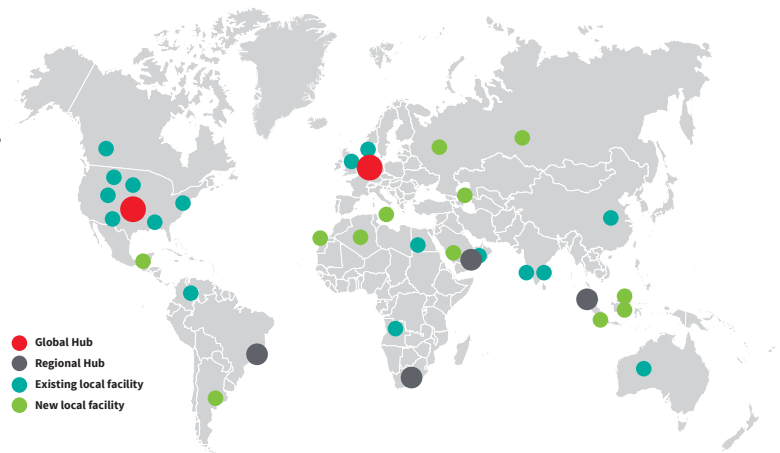 Global Hub
Regional Hub
Existing local facility
New local facility